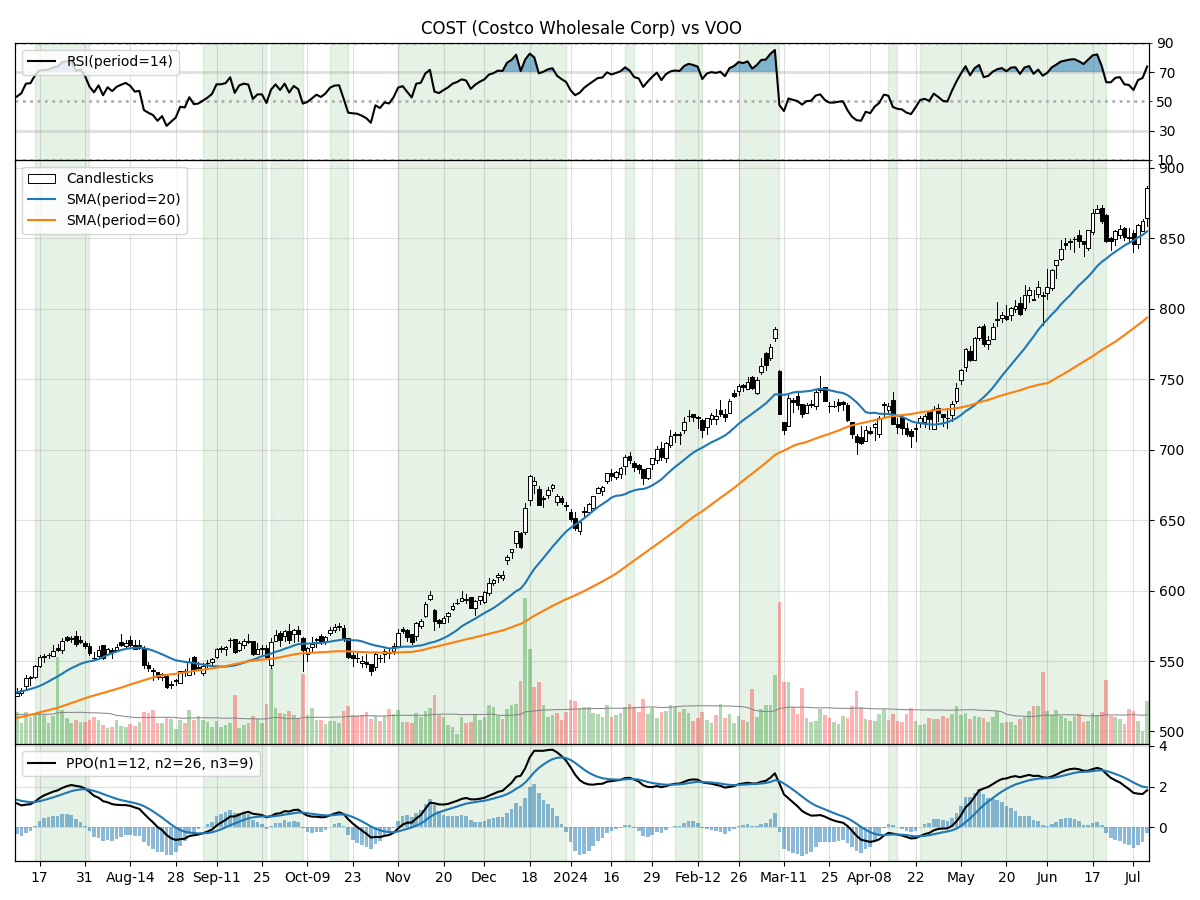 COST (Costco Wholesale Corp) vs VOO
RSI(period=14)
90
70
50
30
10
Candlesticks
SMA(period=20)
SMA(period=60)
900
850
800
750
700
650
600
550
500
PPO(n1=12, n2=26, n3=9)
4
2
0
17 31 Aug-14 28 Sep-11 25 Oct-09 23 Nov 20 Dec 18 2024 16 29 Feb-12 26 Mar-11 25 Apr-08 22 May 20 Jun 17 Jul